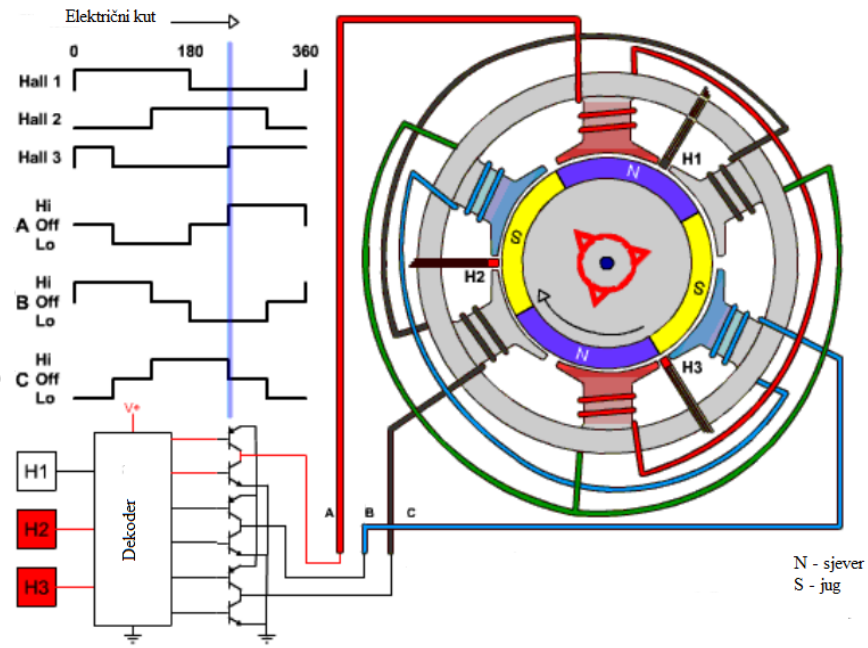 Električni kut
0 180 360
Hall 1
Hall 2
Hall 3
Hi
A Off
Lo
Hi
B Off
Lo
Hi
C Off
Lo
V+
H1
H2
H3
Dekoder
A B C
N
H1
S
H2
S
N
H3
N - sjever
S - jug